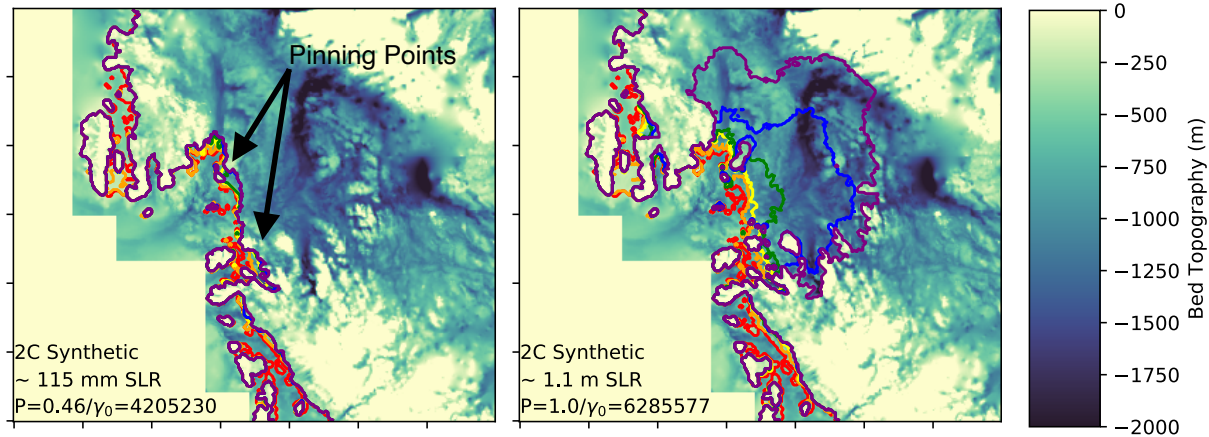 Pinning Points
2C Synthetic
~ 115 mm SLR
P=0.46/γ₀=4205230
2C Synthetic
~ 1.1 m SLR
P=1.0/γ₀=6285577
0
−250
−500
−750
−1000
−1250
−1500
−1750
−2000
Bed Topography (m)